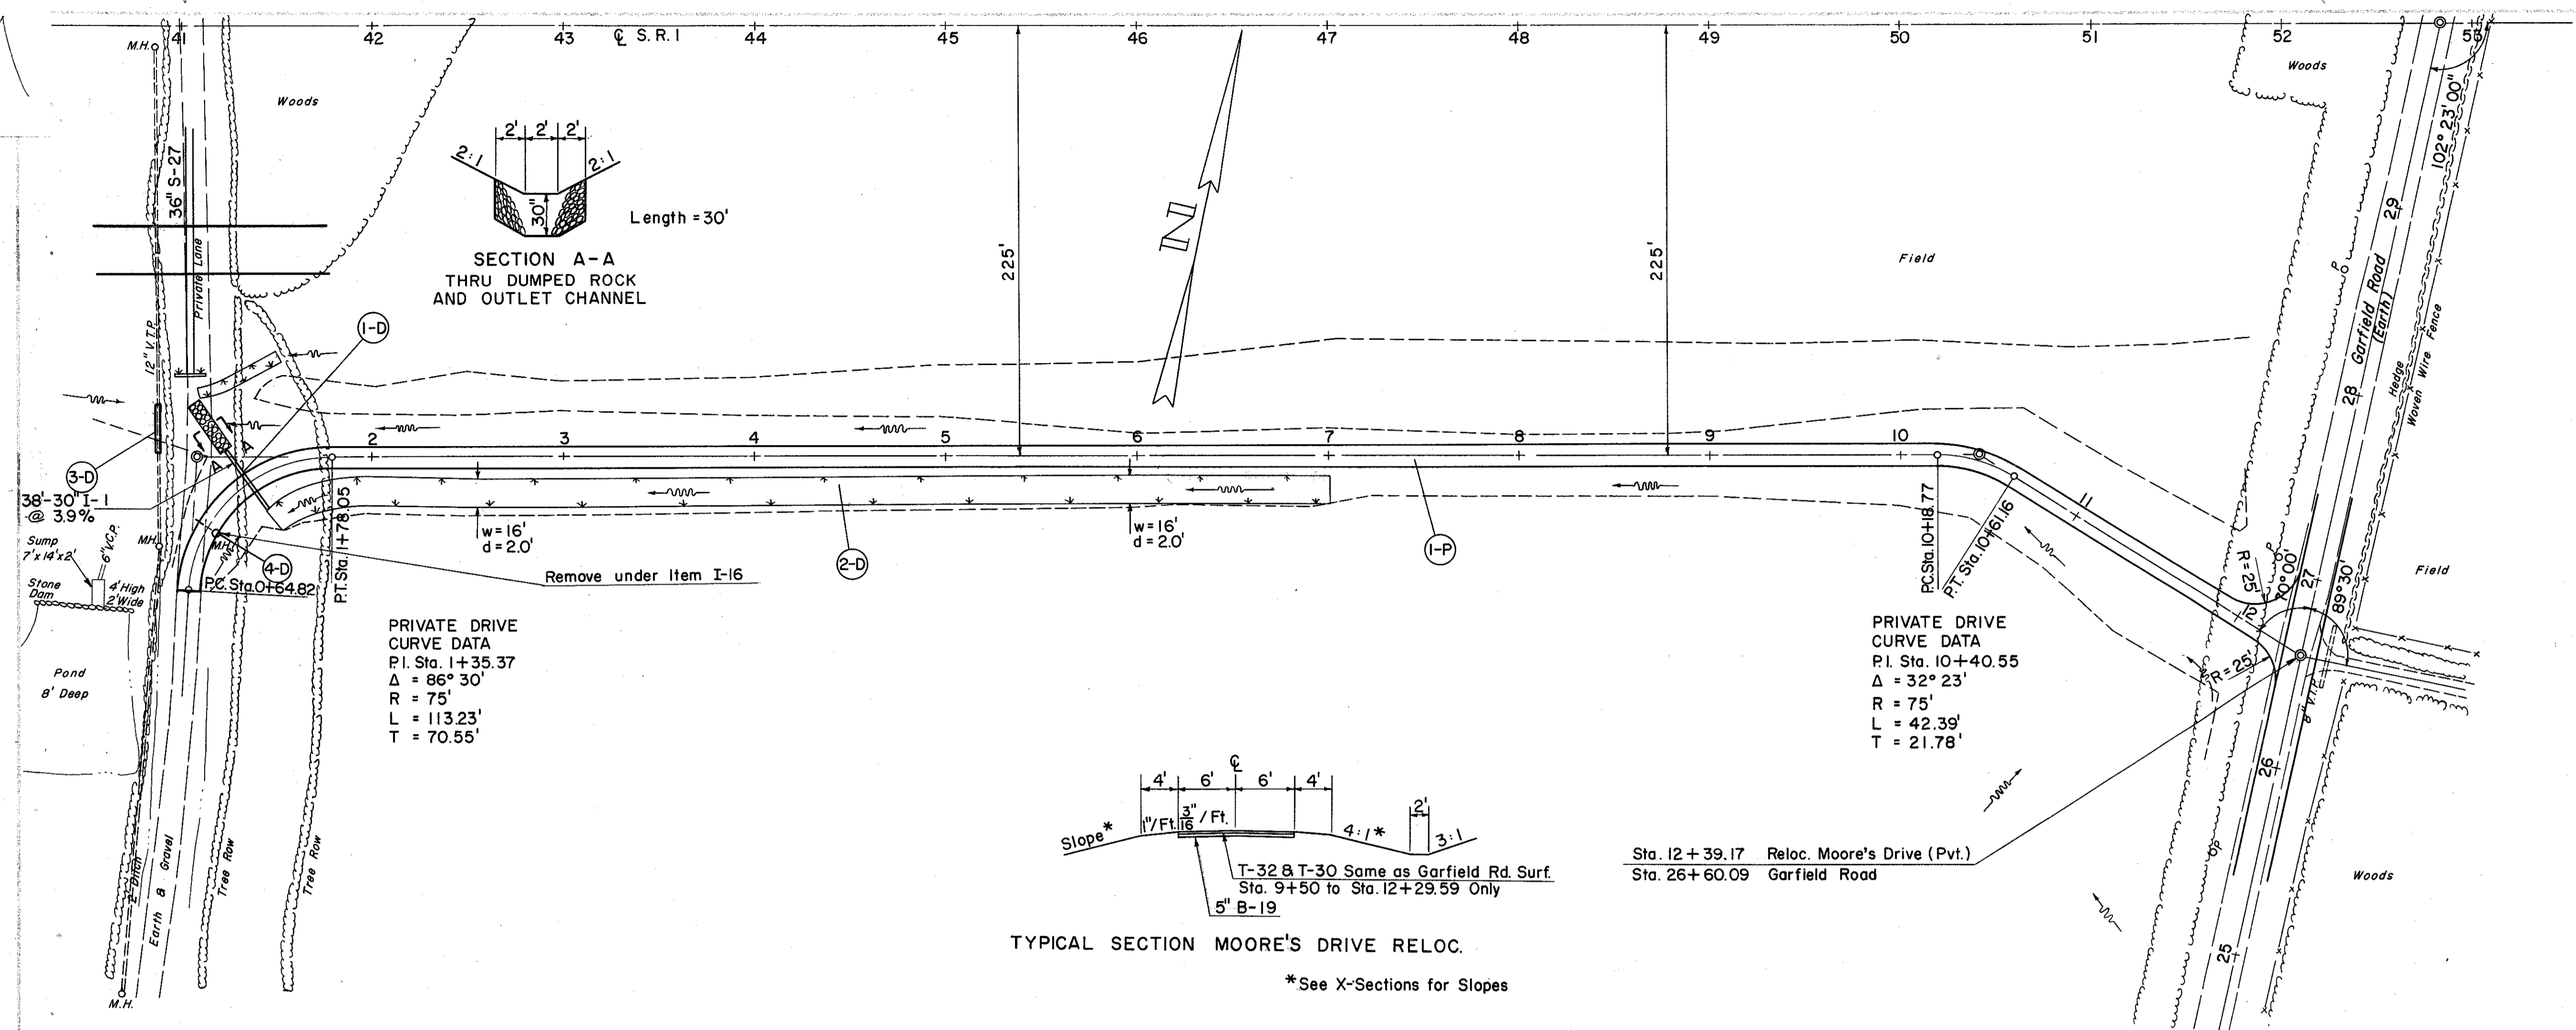 41 42 43 ℄ S. R. 1 44 45 46 47 48 49 50 51 52 53
M.H.
Woods
Woods
36" S-27
Private Lane
12" V.T.P.
2' 2' 2'
2:1 2:1
30"
Length = 30'
SECTION A-A
THRU DUMPED ROCK
AND OUTLET CHANNEL
225'
N
225'
Field
102° 23' 00"
29
Garfield Road
(Earth)
28
Hedge
Woven Wire Fence
P
1-D
A
A
3-D
38'-30" I-1
@ 3.9%
2 3 4 5 6 7 8 9 10
11
12
P.T. Sta. 1+78.05
w=16'
d=2.0'
w=16'
d=2.0'
2-D
1-P
4-D
M.H.
P.C. Sta. 0+64.82
Remove under Item I-16
Sump
7'x14'x2'
6" V.C.P.
M.H.
Stone
Dam
4' High
2' Wide
Pond
8' Deep
P.C. Sta. 10+18.77
P.T. Sta. 10+61.16
R=25'
P
70° 00'
27
89° 30'
Field
R=25'
8" V.T.P.
26
PRIVATE DRIVE
CURVE DATA
P.I. Sta. 1+35.37
Δ = 86° 30'
R = 75'
L = 113.23'
T = 70.55'
PRIVATE DRIVE
CURVE DATA
P.I. Sta. 10+40.55
Δ = 32° 23'
R = 75'
L = 42.39'
T = 21.78'
℄
4' 6' 6' 4'
2'
Slope*
1"/Ft.
3/16"/Ft.
4:1*
3:1
T-32 & T-30 Same as Garfield Rd. Surf.
Sta. 9+50 to Sta. 12+29.59 Only
5" B-19
TYPICAL SECTION MOORE'S DRIVE RELOC.
*See X-Sections for Slopes
Sta. 12+39.17 Reloc. Moore's Drive (Pvt.)
Sta. 26+60.09 Garfield Road
P
25
Woods
2' Ditch
Earth & Gravel
Tree Row
Tree Row
M.H.